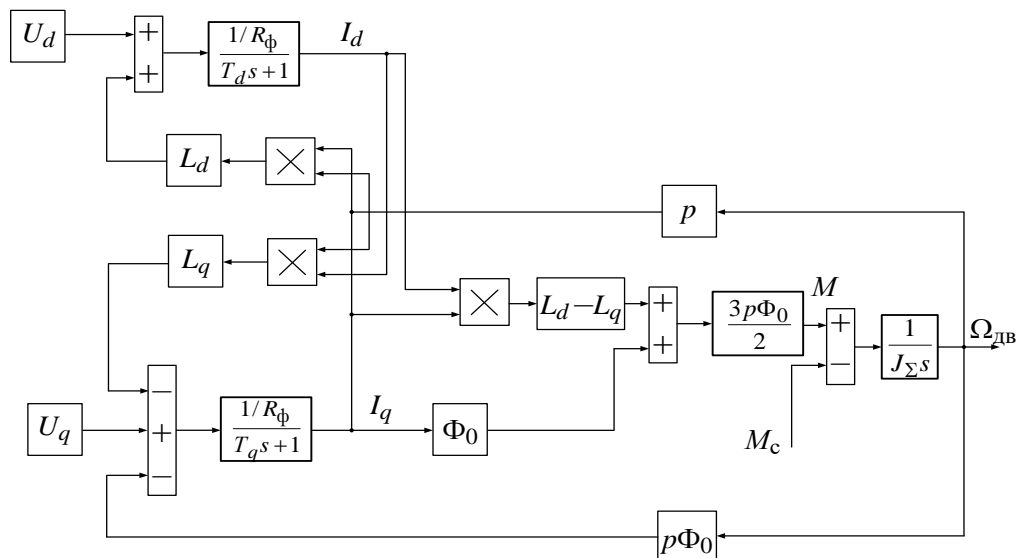 U_d
+
+
1/R_ф
T_d s+1
I_d
L_d
×
p
L_q
×
×
L_d−L_q
+
+
3pΦ_0
2
M
+
−
1
J_Σ s
Ω_дв
U_q
−
+
−
1/R_ф
T_q s+1
I_q
Φ_0
M_с
pΦ_0